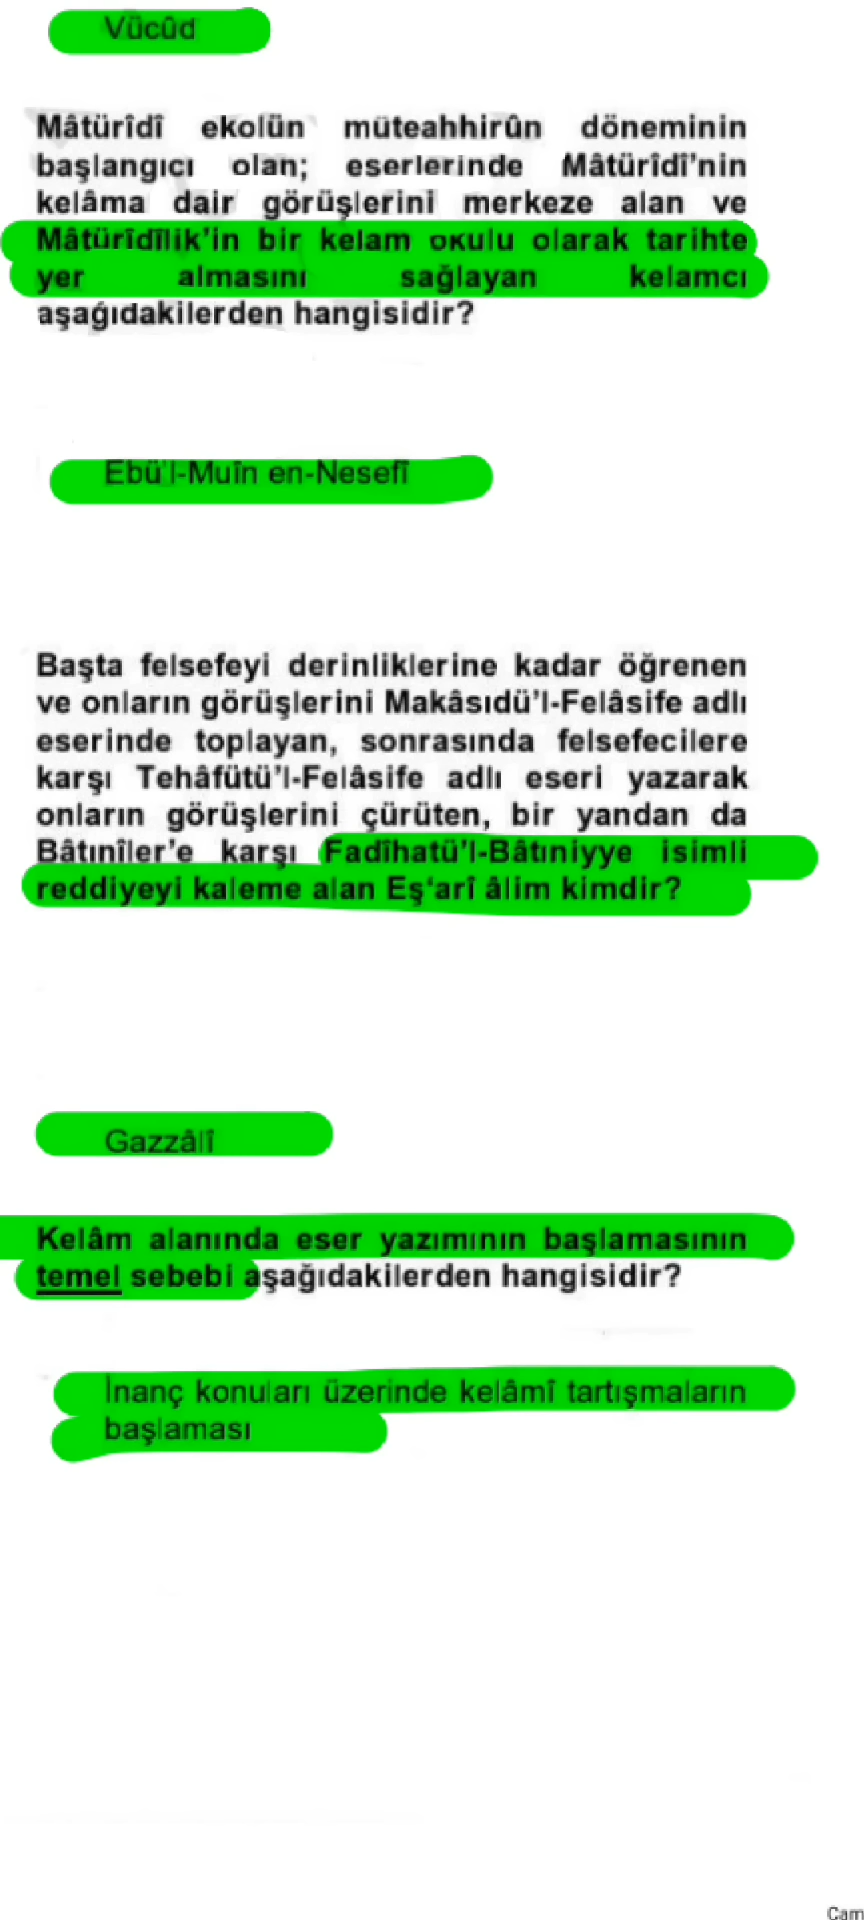 Vücûd
Mâtürîdî ekolün müteahhirûn döneminin
başlangıcı olan; eserlerinde Mâtürîdî'nin
kelâma dair görüşlerini merkeze alan ve
Mâtürîdîlik'in bir kelam okulu olarak tarihte
yer almasını sağlayan kelamcı
aşağıdakilerden hangisidir?
Ebü'l-Muîn en-Nesefî
Başta felsefeyi derinliklerine kadar öğrenen
ve onların görüşlerini Makâsıdü'l-Felâsife adlı
eserinde toplayan, sonrasında felsefecilere
karşı Tehâfütü'l-Felâsife adlı eseri yazarak
onların görüşlerini çürüten, bir yandan da
Bâtınîler'e karşı Fadîhatü'l-Bâtıniyye isimli
reddiyeyi kaleme alan Eş'arî âlim kimdir?
Gazzâlî
Kelâm alanında eser yazımının başlamasının
temel sebebi aşağıdakilerden hangisidir?
İnanç konuları üzerinde kelâmî tartışmaların
başlaması
Cam